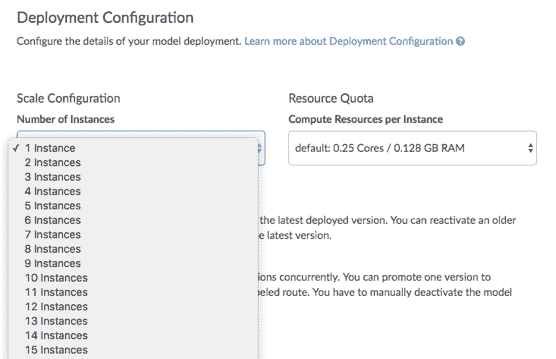 Deployment Configuration
Configure the details of your model deployment. Learn more about Deployment Configuration
Scale Configuration
Number of Instances
Resource Quota
Compute Resources per Instance
default: 0.25 Cores / 0.128 GB RAM
✓ 1 Instance
2 Instances
3 Instances
4 Instances
5 Instances
6 Instances
7 Instances
8 Instances
9 Instances
10 Instances
11 Instances
12 Instances
13 Instances
14 Instances
15 Instances
the latest deployed version. You can reactivate an older
e latest version.
ions concurrently. You can promote one version to
beled route. You have to manually deactivate the model